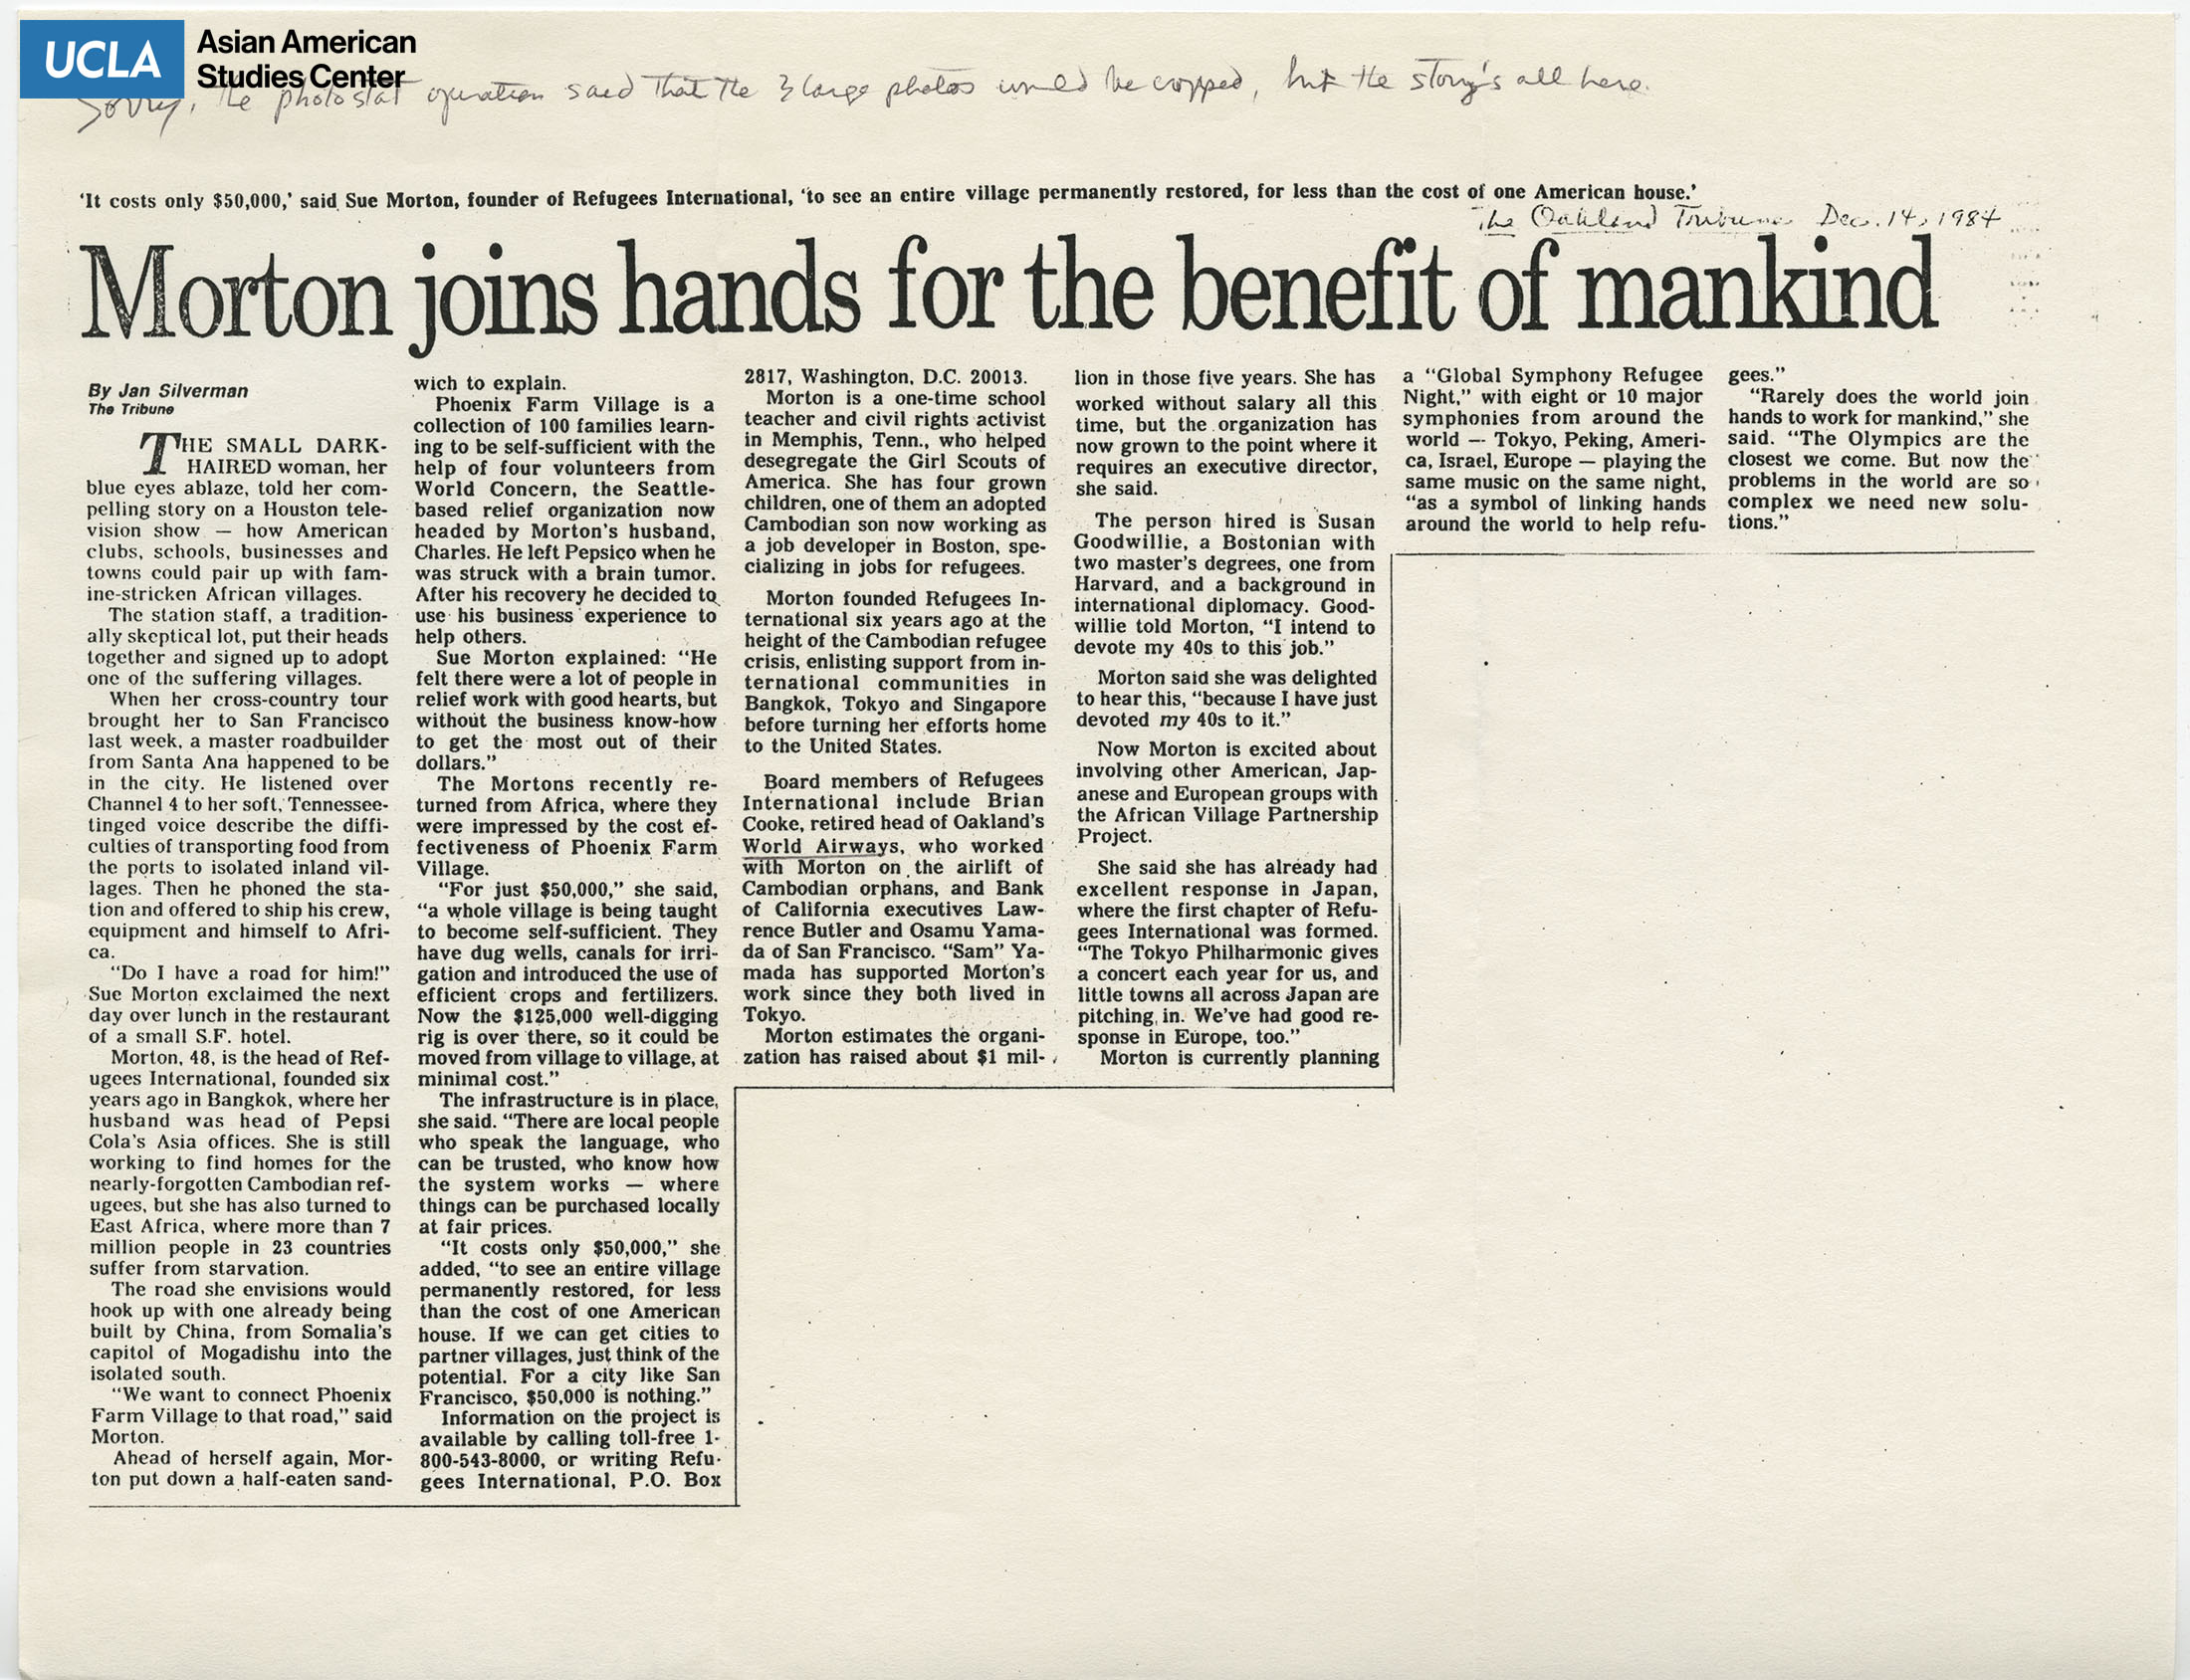 UCLA Asian American
Studies Center
Sorry, the photostat operation said that the 3 large photos would be cropped, but the story's all here.
'It costs only $50,000,' said Sue Morton, founder of Refugees International, 'to see an entire village permanently restored, for less than the cost of one American house.'
The Oakland Tribune Dec. 14, 1984
Morton joins hands for the benefit of mankind
By Jan Silverman
The Tribune
THE SMALL DARK-
HAIRED woman, her
blue eyes ablaze, told her com-
pelling story on a Houston tele-
vision show — how American
clubs, schools, businesses and
towns could pair up with fam-
ine-stricken African villages.
The station staff, a tradition-
ally skeptical lot, put their heads
together and signed up to adopt
one of the suffering villages.
When her cross-country tour
brought her to San Francisco
last week, a master roadbuilder
from Santa Ana happened to be
in the city. He listened over
Channel 4 to her soft, Tennessee-
tinged voice describe the diffi-
culties of transporting food from
the ports to isolated inland vil-
lages. Then he phoned the sta-
tion and offered to ship his crew,
equipment and himself to Afri-
ca.
"Do I have a road for him!"
Sue Morton exclaimed the next
day over lunch in the restaurant
of a small S.F. hotel.
Morton, 48, is the head of Ref-
ugees International, founded six
years ago in Bangkok, where her
husband was head of Pepsi
Cola's Asia offices. She is still
working to find homes for the
nearly-forgotten Cambodian ref-
ugees, but she has also turned to
East Africa, where more than 7
million people in 23 countries
suffer from starvation.
The road she envisions would
hook up with one already being
built by China, from Somalia's
capitol of Mogadishu into the
isolated south.
"We want to connect Phoenix
Farm Village to that road," said
Morton.
Ahead of herself again, Mor-
ton put down a half-eaten sand-
wich to explain.
Phoenix Farm Village is a
collection of 100 families learn-
ing to be self-sufficient with the
help of four volunteers from
World Concern, the Seattle-
based relief organization now
headed by Morton's husband,
Charles. He left Pepsico when he
was struck with a brain tumor.
After his recovery he decided to
use his business experience to
help others.
Sue Morton explained: "He
felt there were a lot of people in
relief work with good hearts, but
without the business know-how
to get the most out of their
dollars."
The Mortons recently re-
turned from Africa, where they
were impressed by the cost ef-
fectiveness of Phoenix Farm
Village.
"For just $50,000," she said,
"a whole village is being taught
to become self-sufficient. They
have dug wells, canals for irri-
gation and introduced the use of
efficient crops and fertilizers.
Now the $125,000 well-digging
rig is over there, so it could be
moved from village to village, at
minimal cost."
The infrastructure is in place,
she said. "There are local people
who speak the language, who
can be trusted, who know how
the system works — where
things can be purchased locally
at fair prices.
"It costs only $50,000," she
added, "to see an entire village
permanently restored, for less
than the cost of one American
house. If we can get cities to
partner villages, just think of the
potential. For a city like San
Francisco, $50,000 is nothing."
Information on the project is
available by calling toll-free 1-
800-543-8000, or writing Refu-
gees International, P.O. Box
2817, Washington, D.C. 20013.
Morton is a one-time school
teacher and civil rights activist
in Memphis, Tenn., who helped
desegregate the Girl Scouts of
America. She has four grown
children, one of them an adopted
Cambodian son now working as
a job developer in Boston, spe-
cializing in jobs for refugees.
Morton founded Refugees In-
ternational six years ago at the
height of the Cambodian refugee
crisis, enlisting support from in-
ternational communities in
Bangkok, Tokyo and Singapore
before turning her efforts home
to the United States.
Board members of Refugees
International include Brian
Cooke, retired head of Oakland's
World Airways, who worked
with Morton on the airlift of
Cambodian orphans, and Bank
of California executives Law-
rence Butler and Osamu Yama-
da of San Francisco. "Sam" Ya-
mada has supported Morton's
work since they both lived in
Tokyo.
Morton estimates the organi-
zation has raised about $1 mil-
lion in those five years. She has
worked without salary all this
time, but the organization has
now grown to the point where it
requires an executive director,
she said.
The person hired is Susan
Goodwillie, a Bostonian with
two master's degrees, one from
Harvard, and a background in
international diplomacy. Good-
willie told Morton, "I intend to
devote my 40s to this job."
Morton said she was delighted
to hear this, "because I have just
devoted my 40s to it."
Now Morton is excited about
involving other American, Jap-
anese and European groups with
the African Village Partnership
Project.
She said she has already had
excellent response in Japan,
where the first chapter of Refu-
gees International was formed.
"The Tokyo Philharmonic gives
a concert each year for us, and
little towns all across Japan are
pitching in. We've had good re-
sponse in Europe, too."
Morton is currently planning
a "Global Symphony Refugee
Night," with eight or 10 major
symphonies from around the
world — Tokyo, Peking, Ameri-
ca, Israel, Europe — playing the
same music on the same night,
"as a symbol of linking hands
around the world to help refu-
gees."
"Rarely does the world join
hands to work for mankind," she
said. "The Olympics are the
closest we come. But now the
problems in the world are so
complex we need new solu-
tions."